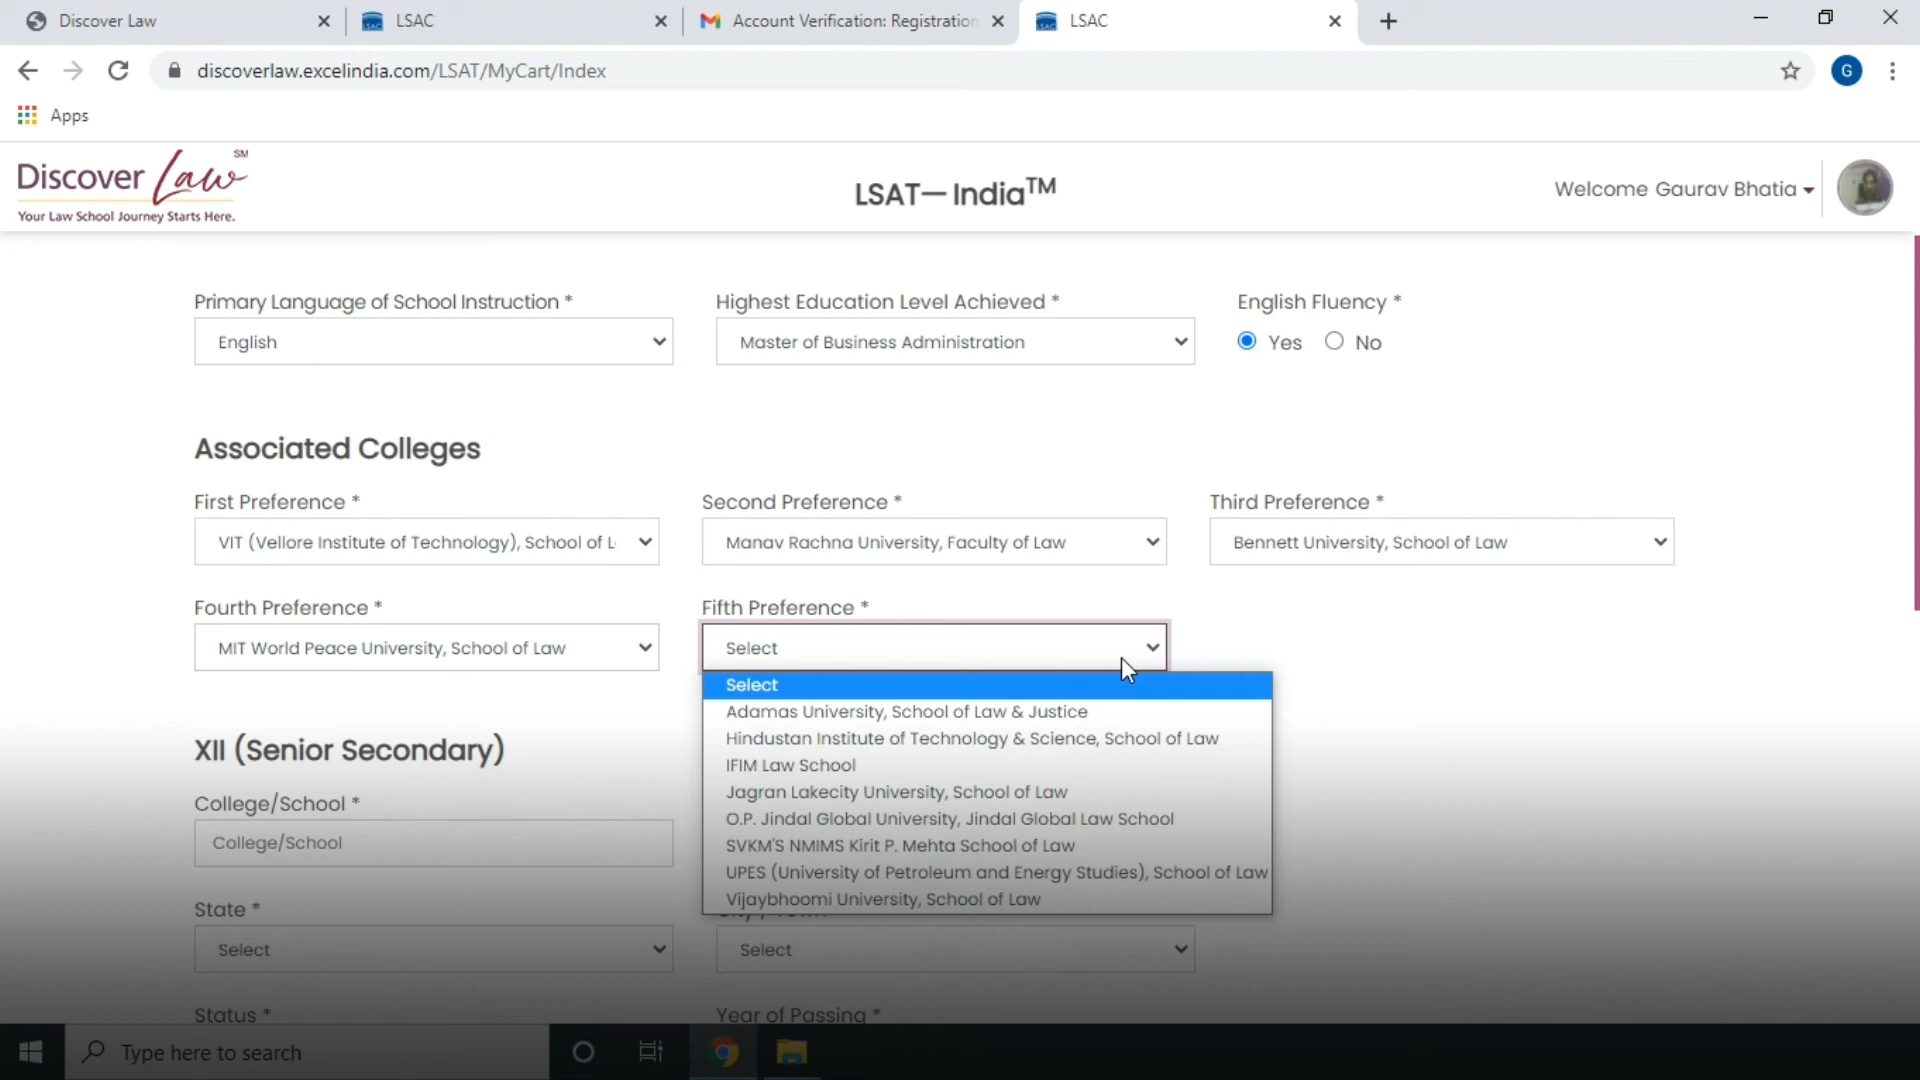 Discover Law
LSAC
Account Verification: Registration
LSAC
discoverlaw.excelindia.com/LSAT/MyCart/Index
G
Apps
Discover Law SM
Your Law School Journey Starts Here.
LSAT— India™
Welcome Gaurav Bhatia
Primary Language of School Instruction *
Highest Education Level Achieved *
English Fluency *
English
Master of Business Administration
Yes
No
Associated Colleges
First Preference *
Second Preference *
Third Preference *
VIT (Vellore Institute of Technology), School of L
Manav Rachna University, Faculty of Law
Bennett University, School of Law
Fourth Preference *
Fifth Preference *
MIT World Peace University, School of Law
Select
Select
Adamas University, School of Law & Justice
Hindustan Institute of Technology & Science, School of Law
IFIM Law School
Jagran Lakecity University, School of Law
O.P. Jindal Global University, Jindal Global Law School
SVKM'S NMIMS Kirit P. Mehta School of Law
UPES (University of Petroleum and Energy Studies), School of Law
Vijaybhoomi University, School of Law
XII (Senior Secondary)
College/School *
College/School
State *
Select
Select
Status *
Year of Passing *
Type here to search